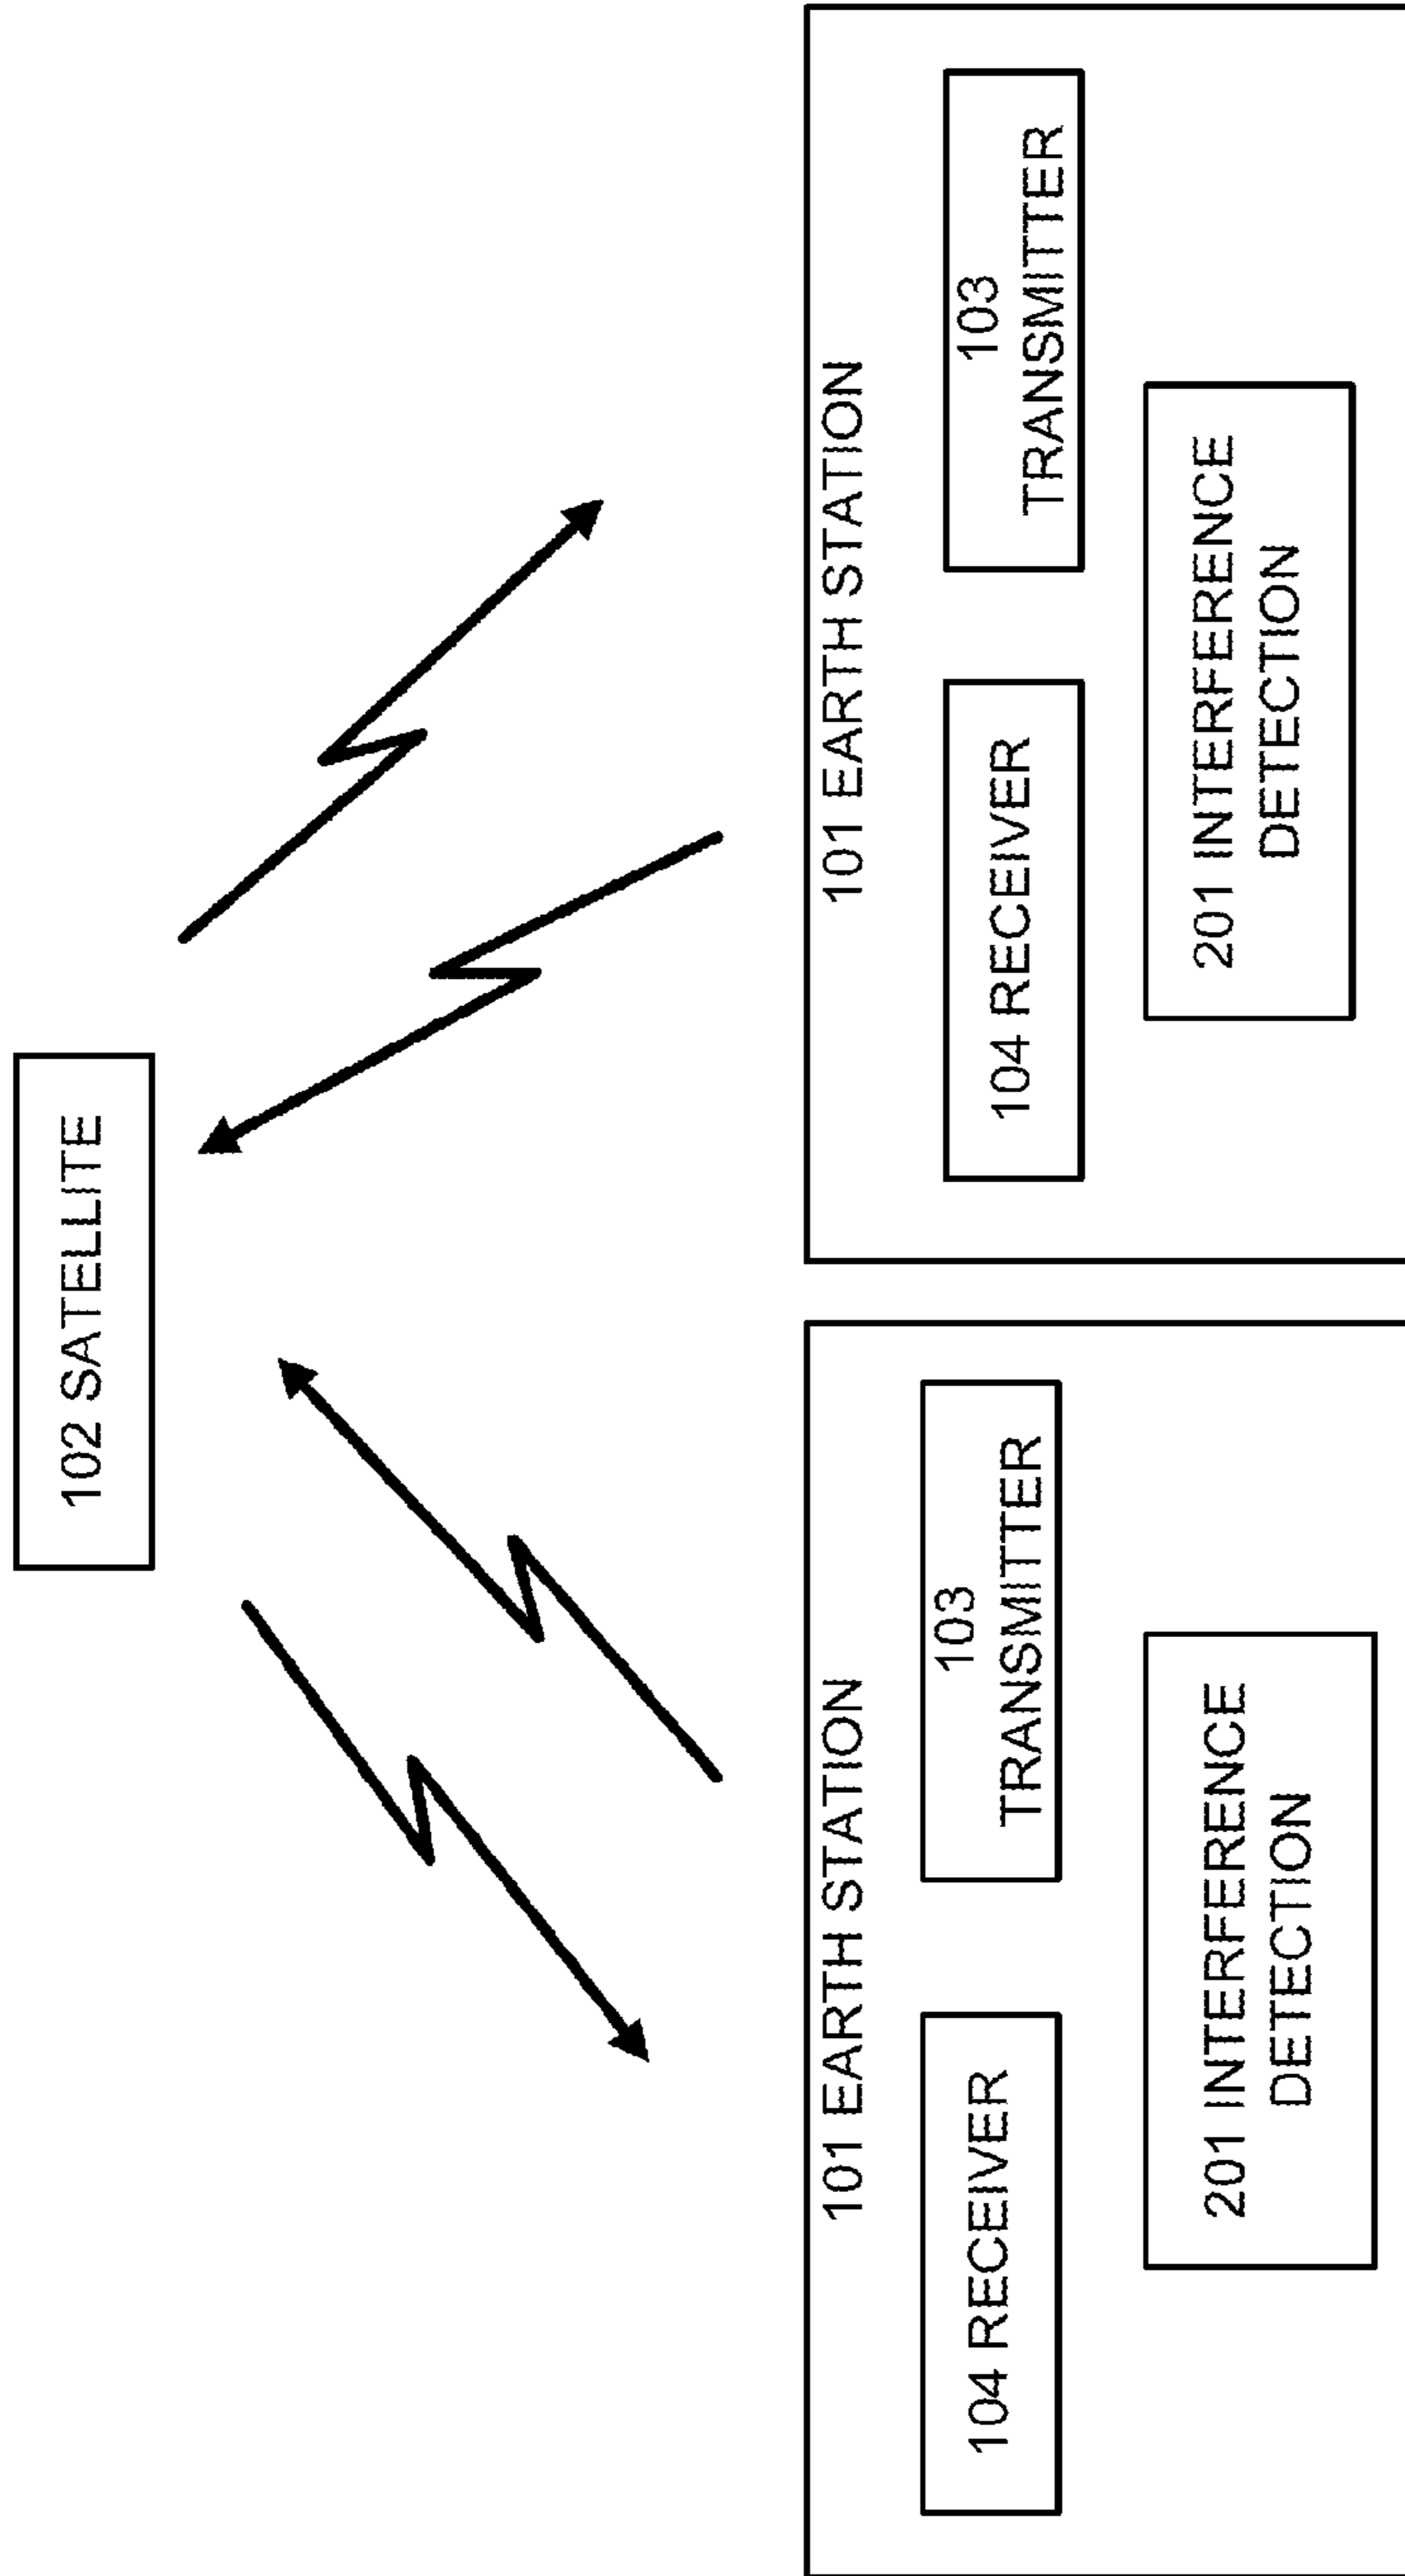 102 SATELLITE
101 EARTH STATION
104 RECEIVER
103
TRANSMITTER
201 INTERFERENCE
DETECTION
101 EARTH STATION
104 RECEIVER
103
TRANSMITTER
201 INTERFERENCE
DETECTION